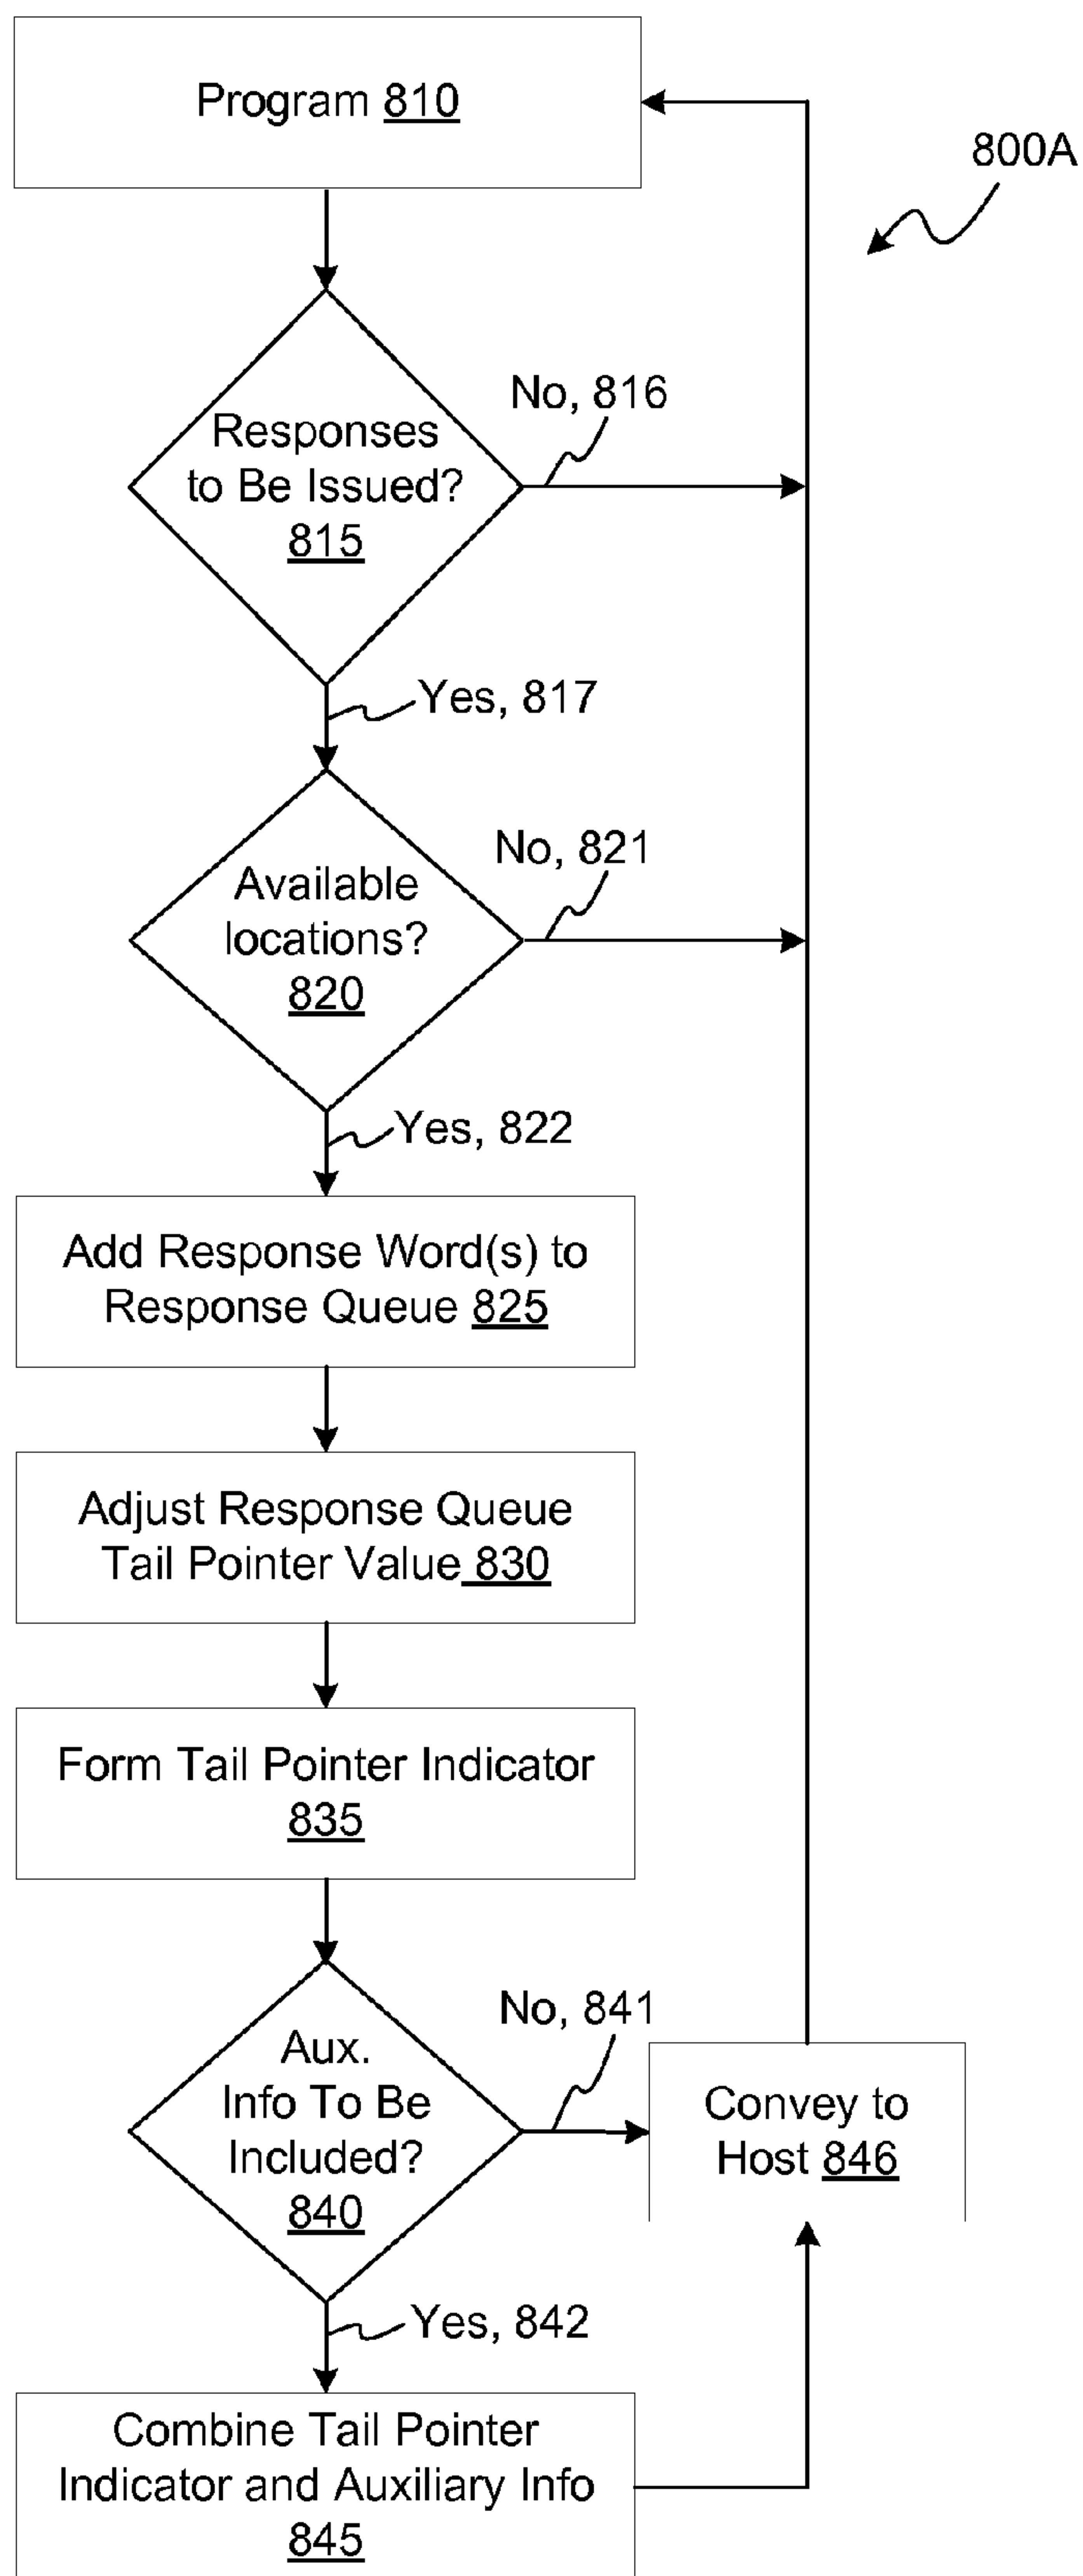 Program 810
800A
Responses
to Be Issued?
815
No, 816
Yes, 817
Available
locations?
820
No, 821
Yes, 822
Add Response Word(s) to
Response Queue 825
Adjust Response Queue
Tail Pointer Value 830
Form Tail Pointer Indicator
835
Aux.
Info To Be
Included?
840
No, 841
Convey to
Host 846
Yes, 842
Combine Tail Pointer
Indicator and Auxiliary Info
845